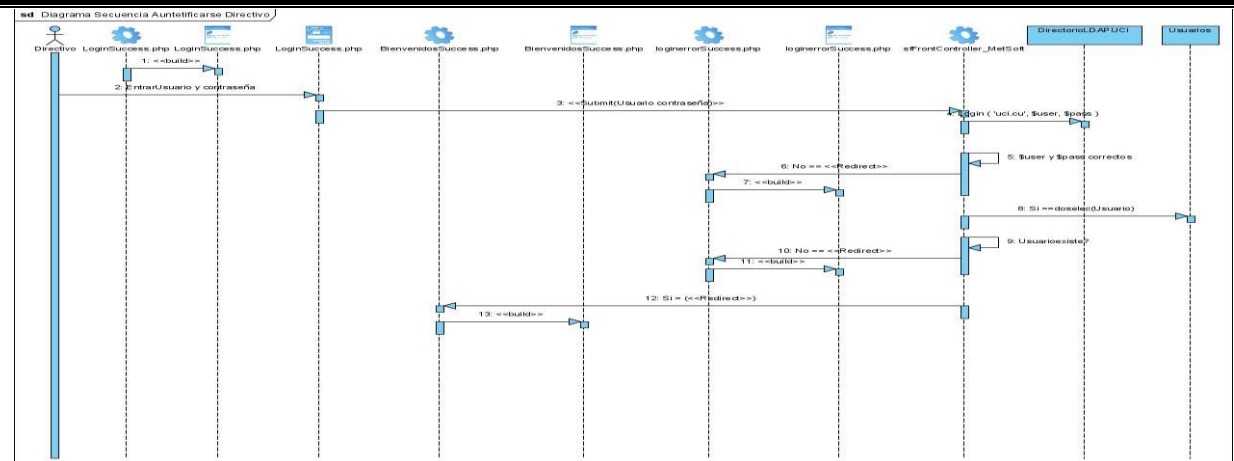 sd Diagrama Secuencia Auntetificarse Directivo
Directivo
LoginSuccess.php
LoginSuccess.php
LoginSuccess.php
BienvenidosSuccess.php
BienvenidosSuccess.php
loginerrorSuccess.php
loginerrorSuccess.php
sfFrontController_MetSoft
DirectorioLDAPUCI
Usuarios
1: <<build>>
2: EntrarUsuario y contraseña
3: <<Submit(Usuario contraseña)>>
4: Login ( 'uci.cu', $user, $pass )
5: $user y $pass correctos
6: No == <<Redirect>>
7: <<build>>
8: Si ==doselec(Usuario)
9: Usuarioexiste?
10: No == <<Redirect>>
11: <<build>>
12: Si = (<<Redirect>>)
13: <<build>>